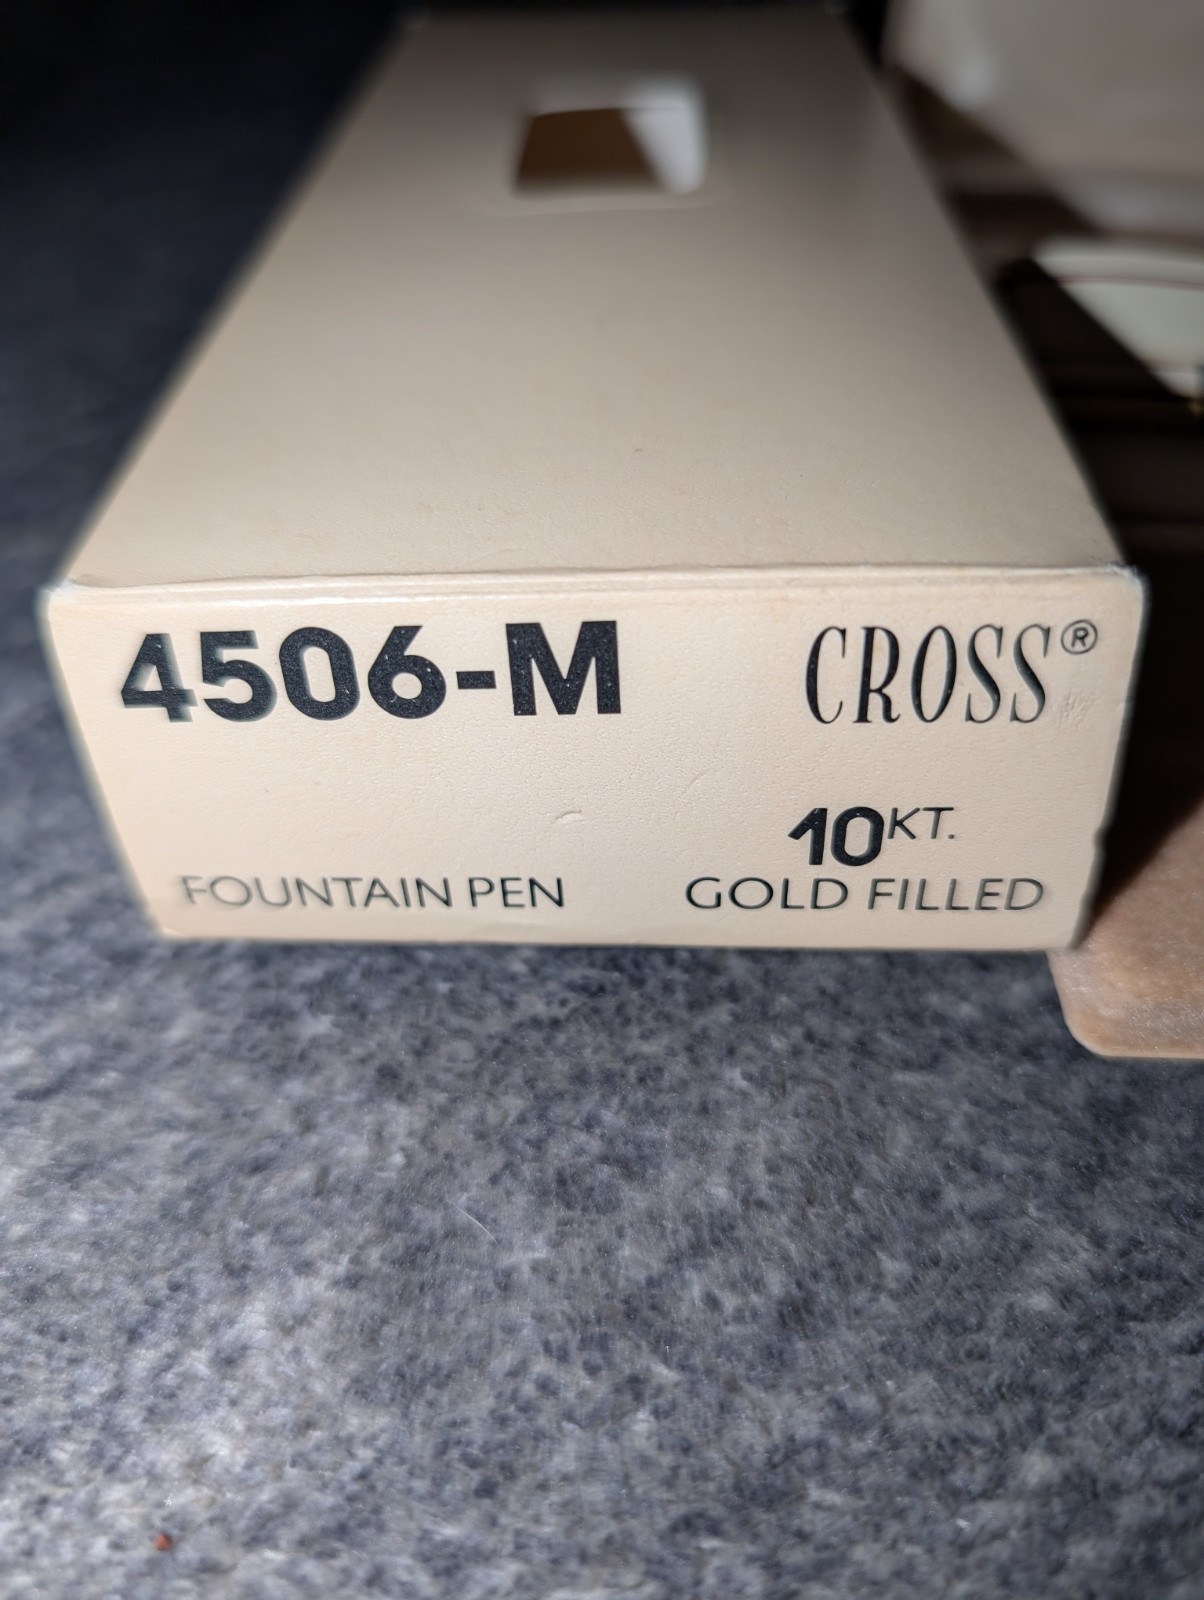 4506-M
CROSS®
10KT.
FOUNTAIN PEN
GOLD FILLED